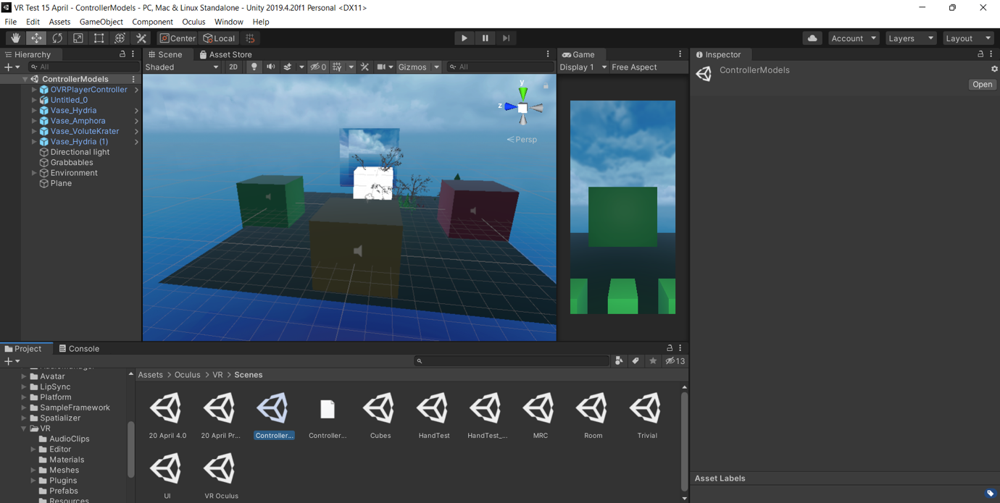 VR Test 15 April - ControllerModels - PC, Mac & Linux Standalone - Unity 2019.4.20f1 Personal <DX11>
File Edit Assets GameObject Component Oculus Window Help
Center Local Account Layers Layout
Hierarchy
All
ControllerModels
OVRPlayerController
Untitled_0
Vase_Hydria
Vase_Amphora
Vase_VoluteKrater
Vase_Hydria (1)
Directional light
Grabbables
Environment
Plane
Scene Asset Store
Shaded 2D 0 Gizmos All
y
z
Persp
Game
Display 1 Free Aspect
Inspector
ControllerModels
Open
Project Console
13
Avatar
LipSync
Platform
SampleFramework
Spatializer
VR
AudioClips
Editor
Materials
Meshes
Plugins
Prefabs
Resources
Assets > Oculus > VR > Scenes
20 April 4.0 20 April Pr... Controller... Controller... Cubes HandTest HandTest_... MRC Room Trivial
UI VR Oculus
Asset Labels